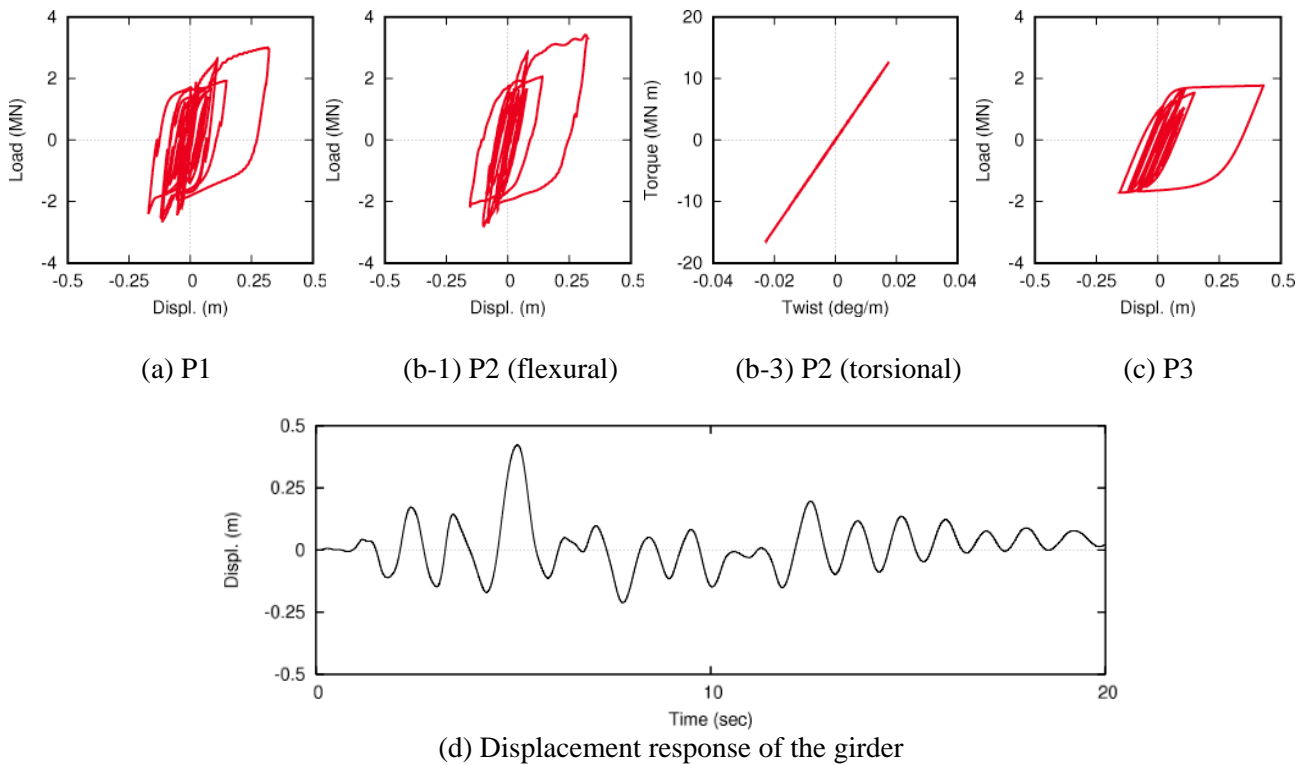 4
2
0
-2
-4
Load (MN)
-0.5 -0.25 0 0.25 0.5
Displ. (m)
4
2
0
-2
-4
Load (MN)
-0.5 -0.25 0 0.25 0.5
Displ. (m)
20
10
0
-10
-20
Torque (MN m)
-0.04 -0.02 0 0.02 0.04
Twist (deg/m)
4
2
0
-2
-4
Load (MN)
-0.5 -0.25 0 0.25 0.5
Displ. (m)
(a) P1
(b-1) P2 (flexural)
(b-3) P2 (torsional)
(c) P3
0.5
0.25
0
-0.25
-0.5
Displ. (m)
0 10 20
Time (sec)
(d) Displacement response of the girder